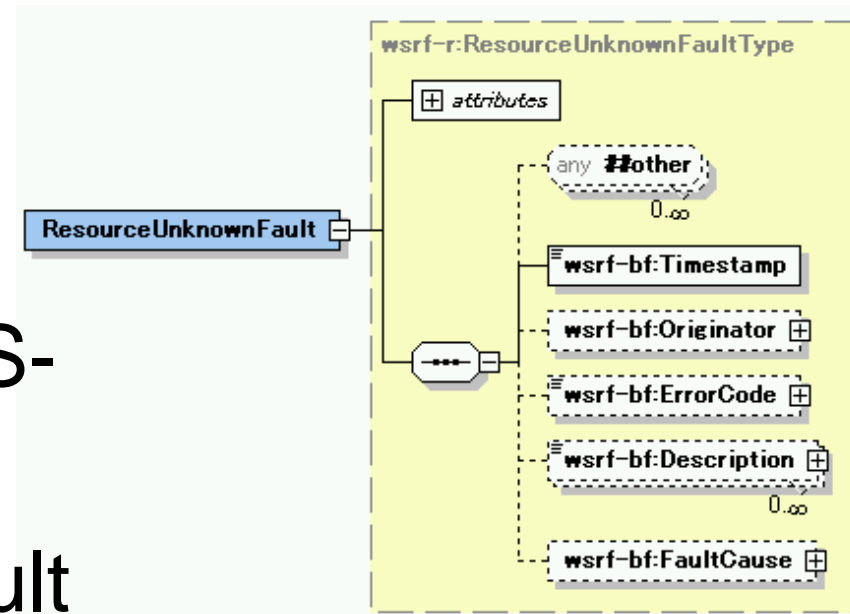 wsrf-r:ResourceUnknownFaultType
attributes
any ##other
0..∞
ResourceUnknownFault
wsrf-bf:Timestamp
S-
wsrf-bf:Originator
wsrf-bf:ErrorCode
wsrf-bf:Description
0..∞
ult
wsrf-bf:FaultCause